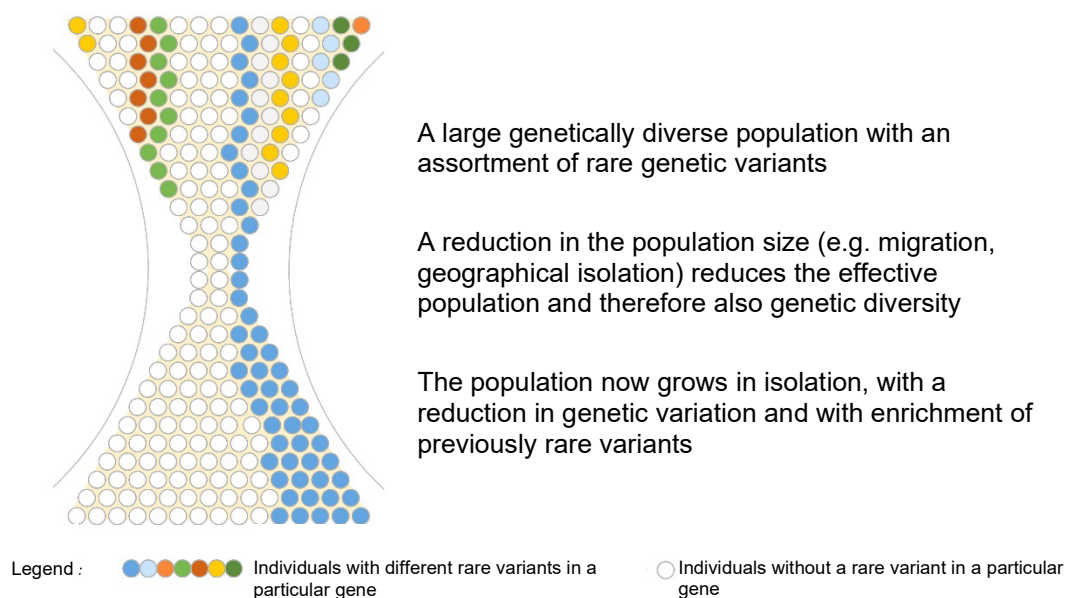 A large genetically diverse population with an
assortment of rare genetic variants
A reduction in the population size (e.g. migration,
geographical isolation) reduces the effective
population and therefore also genetic diversity
The population now grows in isolation, with a
reduction in genetic variation and with enrichment of
previously rare variants
Legend :
Individuals with different rare variants in a
particular gene
Individuals without a rare variant in a particular
gene